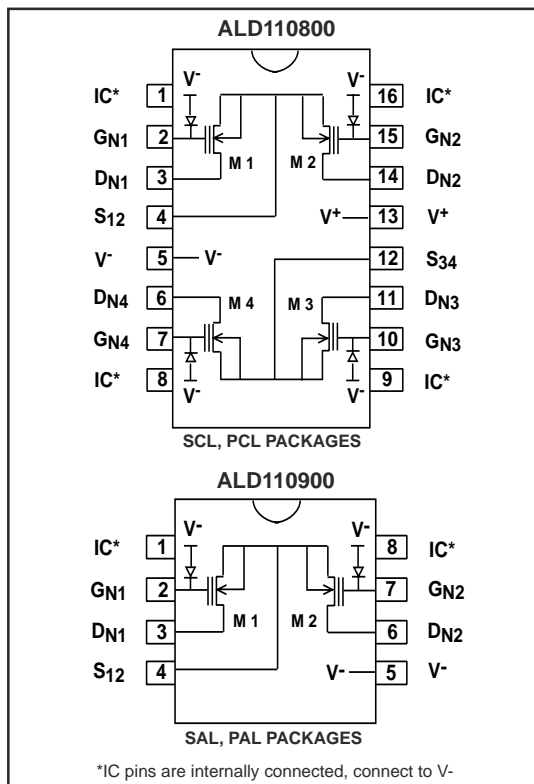 ALD110800
IC* 1 V- V- 16 IC*
GN1 2 M 1 M 2 15 GN2
DN1 3 14 DN2
S12 4 V+ 13 V+
V- 5 V- 12 S34
DN4 6 M 4 M 3 11 DN3
GN4 7 10 GN3
IC* 8 V- V- 9 IC*
SCL, PCL PACKAGES
ALD110900
IC* 1 V- V- 8 IC*
GN1 2 7 GN2
DN1 3 M 1 M 2 6 DN2
S12 4 V- 5 V-
SAL, PAL PACKAGES
*IC pins are internally connected, connect to V-